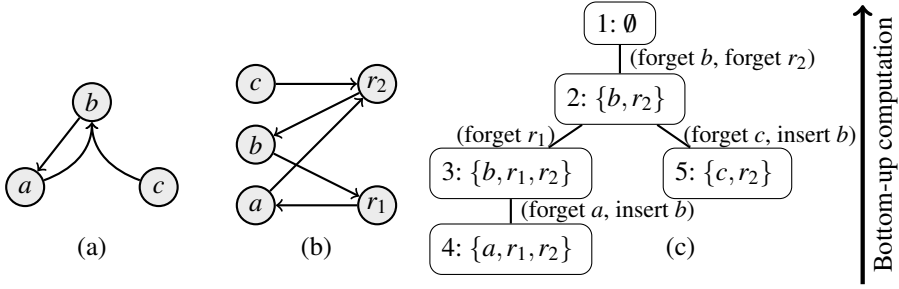 b
a
c
(a)
c
r₂
b
a
r₁
(b)
1: ∅
(forget b, forget r₂)
2: {b, r₂}
(forget r₁)
(forget c, insert b)
3: {b, r₁, r₂}
5: {c, r₂}
(forget a, insert b)
4: {a, r₁, r₂}
(c)
Bottom-up computation